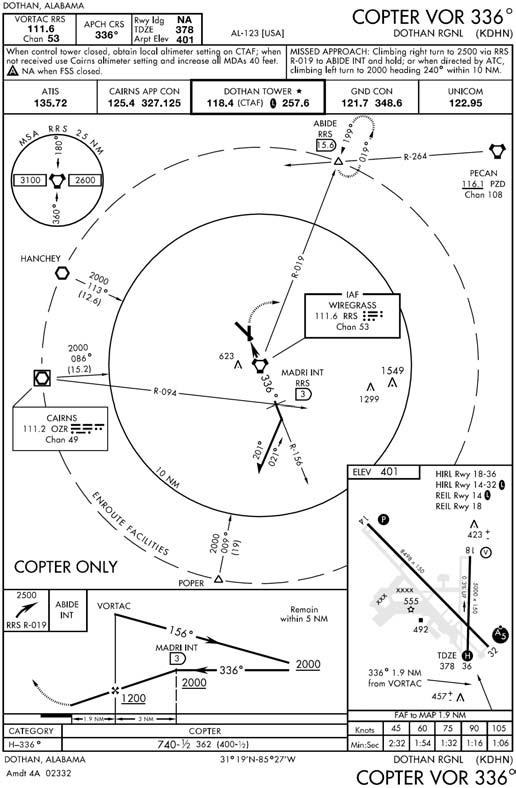 DOTHAN, ALABAMA
VORTAC RRS
111.6
Chan 53
APCH CRS
336°
Rwy ldg NA
TDZE 378
Arpt Elev 401
AL-123 [USA]
COPTER VOR 336°
DOTHAN RGNL (KDHN)
When control tower closed, obtain local altimeter setting on CTAF; when
not received use Cairns altimeter setting and increase all MDAs 40 feet.
NA when FSS closed.
MISSED APPROACH: Climbing right turn to 2500 via RRS
R-019 to ABIDE INT and hold; or when directed by ATC,
climbing left turn to 2000 heading 240° within 10 NM.
ATIS
135.72
CAIRNS APP CON
125.4 327.125
DOTHAN TOWER ★
118.4 (CTAF) L 257.6
GND CON
121.7 348.6
UNICOM
122.95
MSA RRS 25 NM
180°
3100
2600
360°
ABIDE
RRS
15.6
199°
019°
R-264
PECAN
116.1 PZD
Chan 108
HANCHEY
2000
113°
(12.6)
R-019
IAF
WIREGRASS
111.6 RRS
Chan 53
2000
086°
(15.2)
623
336°
MADRI INT
RRS
3
1549
1299
R-094
CAIRNS
111.2 OZR
Chan 49
201°
021°
R-156
10 NM
ENROUTE FACILITIES
2000
009°
(19)
POPER
COPTER ONLY
ELEV 401
HIRL Rwy 18-36
HIRL Rwy 14-32 L
REIL Rwy 14 L
REIL Rwy 18
423 ±
14
P
18
V
8498 x 150
0.3% UP
5000 x 150
XXX
XXXX
555
492
A5
TDZE
378
H
36
32
336° 1.9 NM
from VORTAC
457 ±
2500
RRS R-019
ABIDE
INT
VORTAC
Remain
within 5 NM
156°
MADRI INT
3
336°
2000
2000
1200
1.9 NM
3 NM
FAF to MAP 1.9 NM
Knots 45 60 75 90 105
Min:Sec 2:32 1:54 1:32 1:16 1:06
CATEGORY COPTER
H-336° 740-½ 362 (400-½)
DOTHAN, ALABAMA
Amdt 4A 02332
31°19'N-85°27'W
DOTHAN RGNL (KDHN)
COPTER VOR 336°